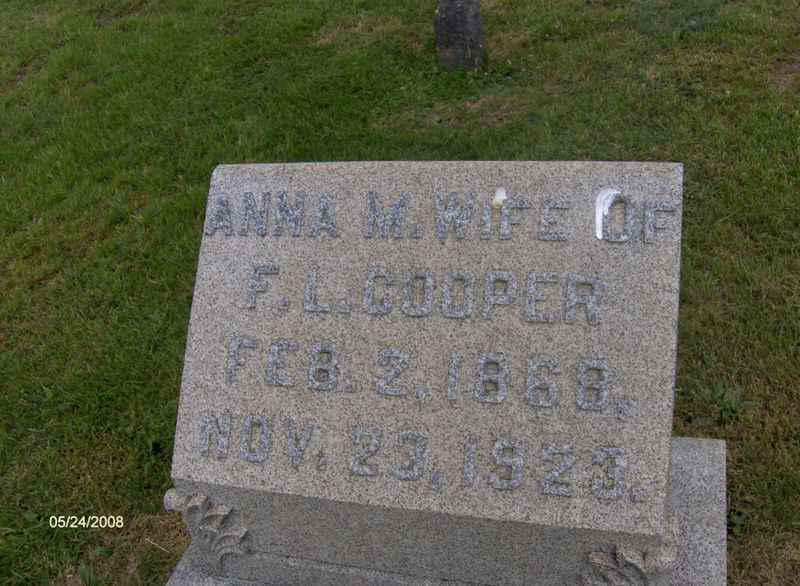 ANNA M. WIFE OF
F. L. COOPER
FEB. 2, 1868.
NOV. 23, 1923.
05/24/2008